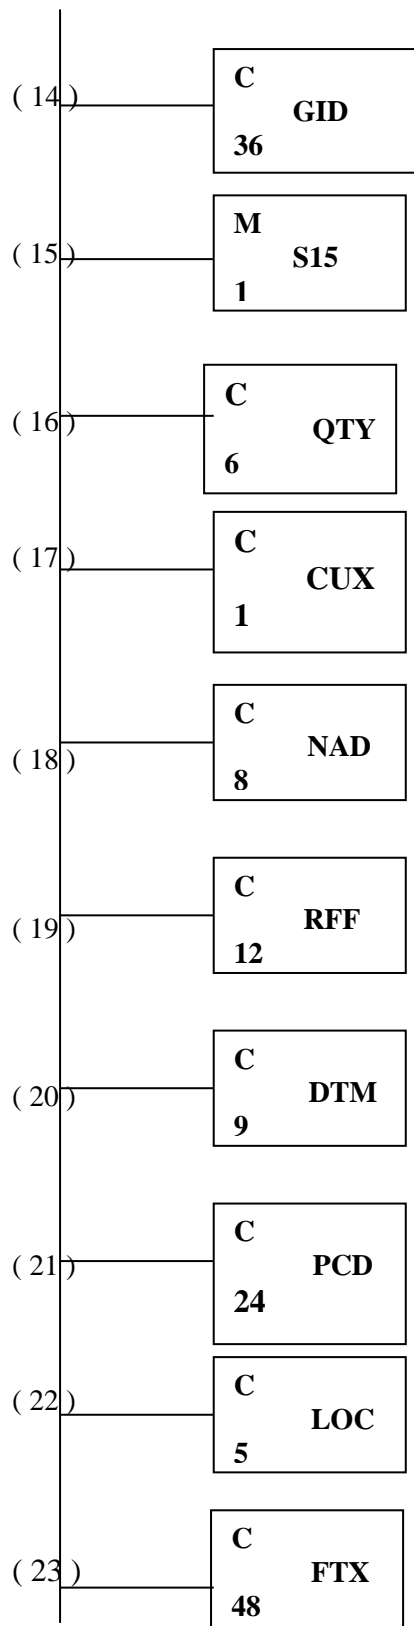 C
( 14 ) GID
36
M
( 15 ) S15
1
C
( 16 ) QTY
6
C
( 17 ) CUX
1
C
( 18 ) NAD
8
C
( 19 ) RFF
12
C
( 20 ) DTM
9
C
( 21 ) PCD
24
C
( 22 ) LOC
5
C
( 23 ) FTX
48